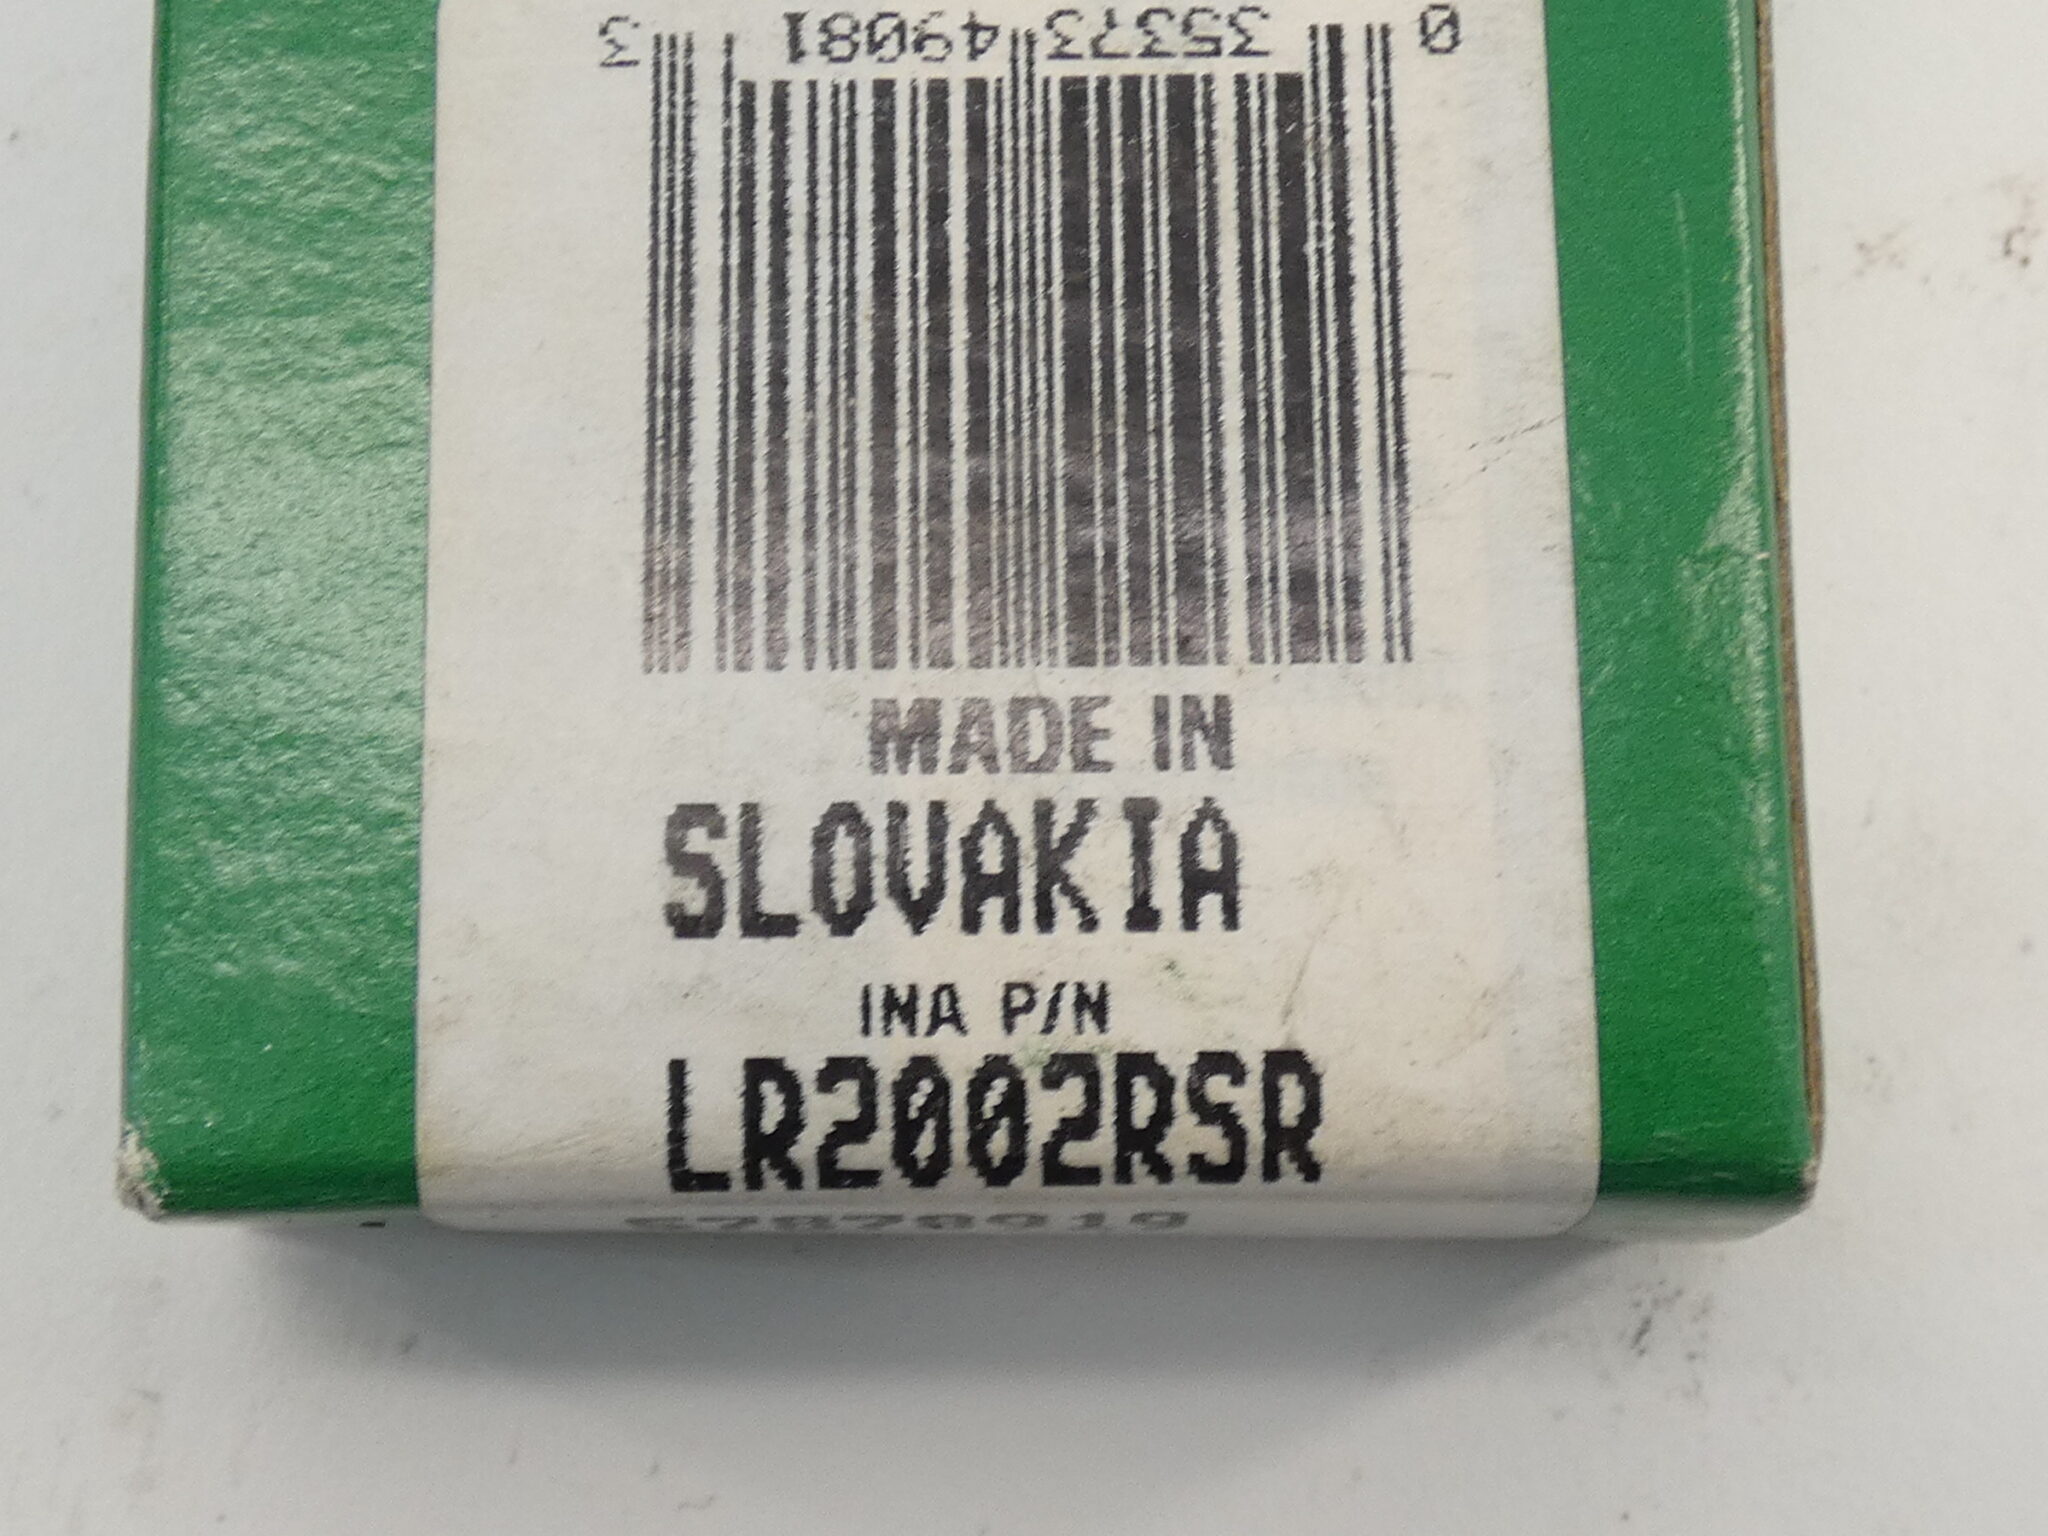 0 35373 49081 3
MADE IN
SLOVAKIA
INA P/N
LR2002RSR